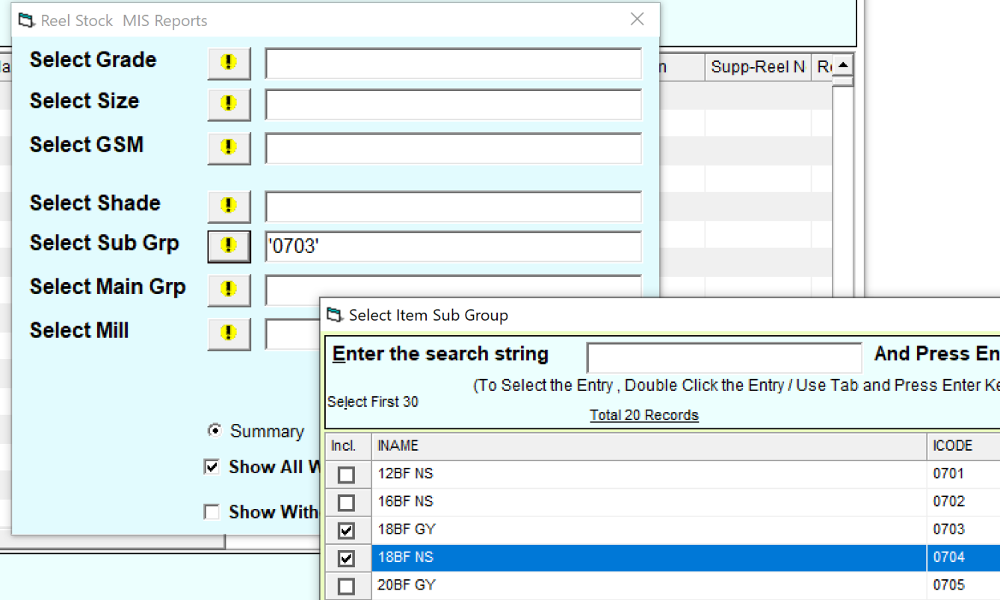 Reel Stock MIS Reports
Select Grade
Supp-Reel N
Select Size
Select GSM
Select Shade
Select Sub Grp
'0703'
Select Main Grp
Select Mill
Summary
Show All
Show With
Select Item Sub Group
Enter the search string
And Press En
(To Select the Entry , Double Click the Entry / Use Tab and Press Enter Ke
Select First 30
Total 20 Records
Incl. INAME ICODE
12BF NS 0701
16BF NS 0702
18BF GY 0703
18BF NS 0704
20BF GY 0705